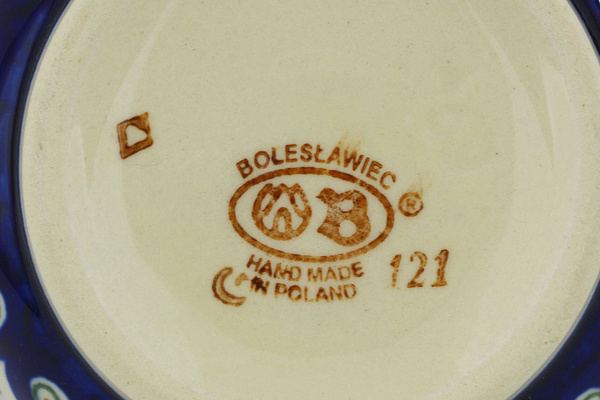 BOLESŁAWIEC
®
HAND MADE
IN POLAND
121